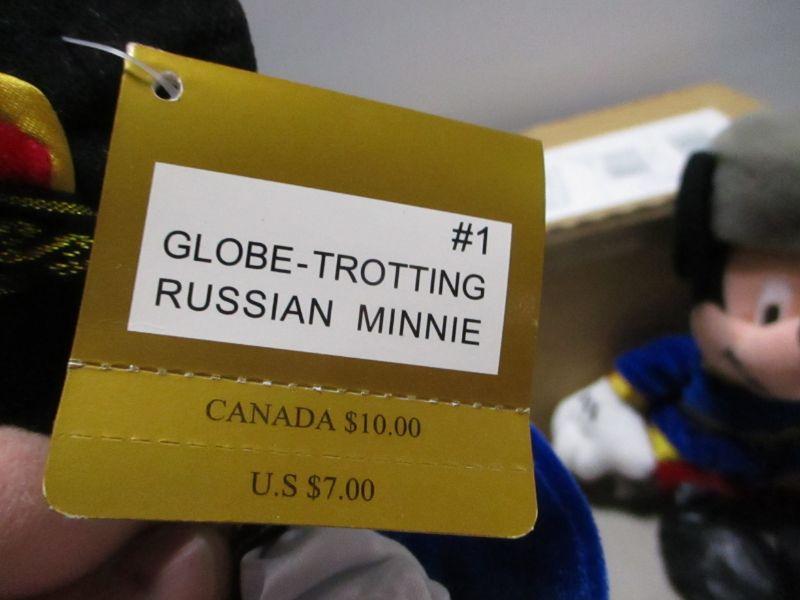 #1
GLOBE-TROTTING
RUSSIAN MINNIE
CANADA $10.00
U.S $7.00